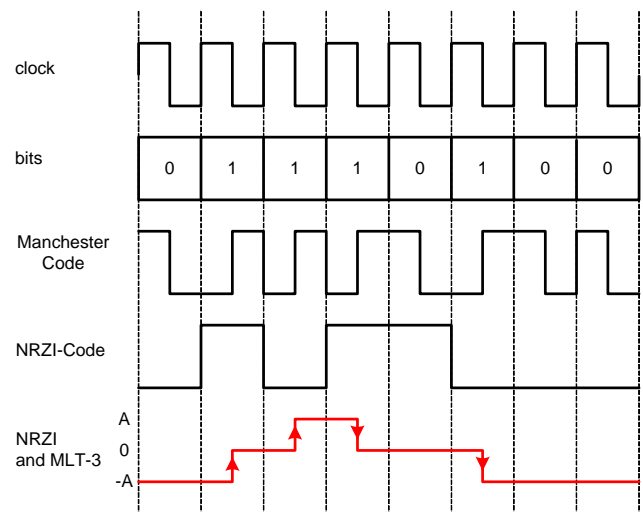 clock
bits
0 1 1 1 0 1 0 0
Manchester
Code
NRZI-Code
NRZI
and MLT-3
A
0
-A